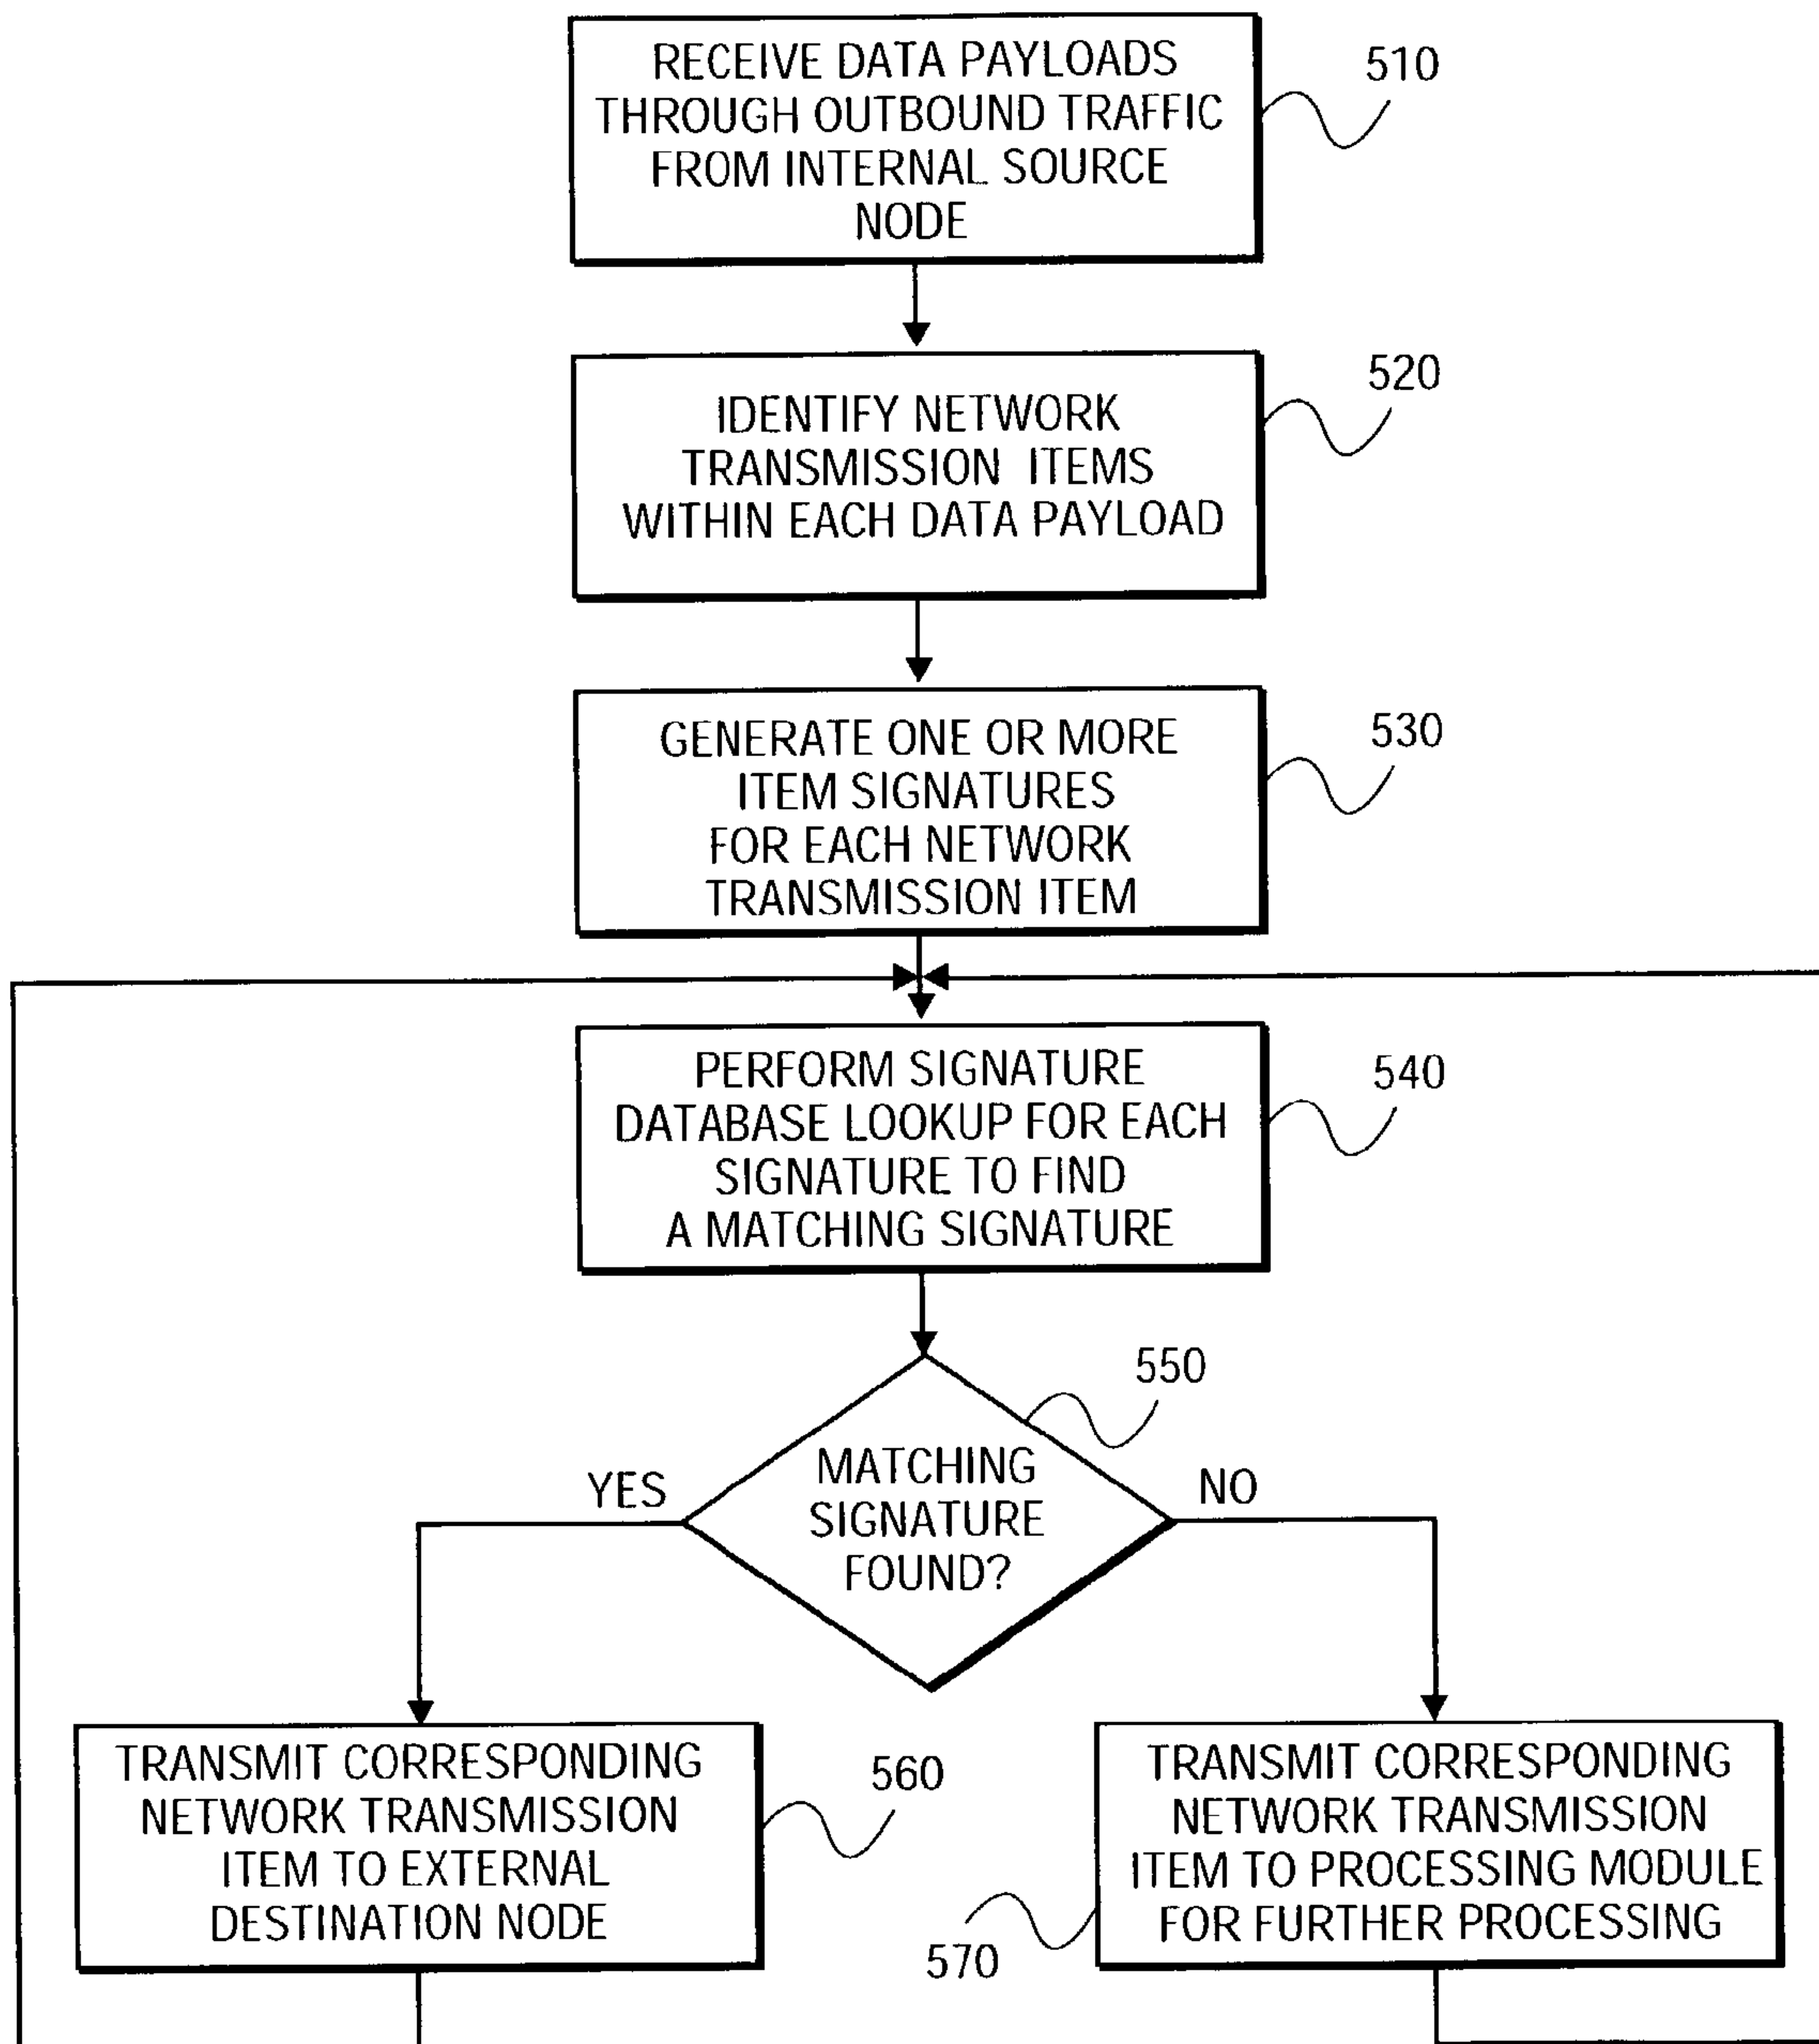 RECEIVE DATA PAYLOADS
THROUGH OUTBOUND TRAFFIC
FROM INTERNAL SOURCE
NODE
510
IDENTIFY NETWORK
TRANSMISSION ITEMS
WITHIN EACH DATA PAYLOAD
520
GENERATE ONE OR MORE
ITEM SIGNATURES
FOR EACH NETWORK
TRANSMISSION ITEM
530
PERFORM SIGNATURE
DATABASE LOOKUP FOR EACH
SIGNATURE TO FIND
A MATCHING SIGNATURE
540
550
YES
MATCHING
SIGNATURE
FOUND?
NO
TRANSMIT CORRESPONDING
NETWORK TRANSMISSION
ITEM TO EXTERNAL
DESTINATION NODE
560
TRANSMIT CORRESPONDING
NETWORK TRANSMISSION
ITEM TO PROCESSING MODULE
FOR FURTHER PROCESSING
570